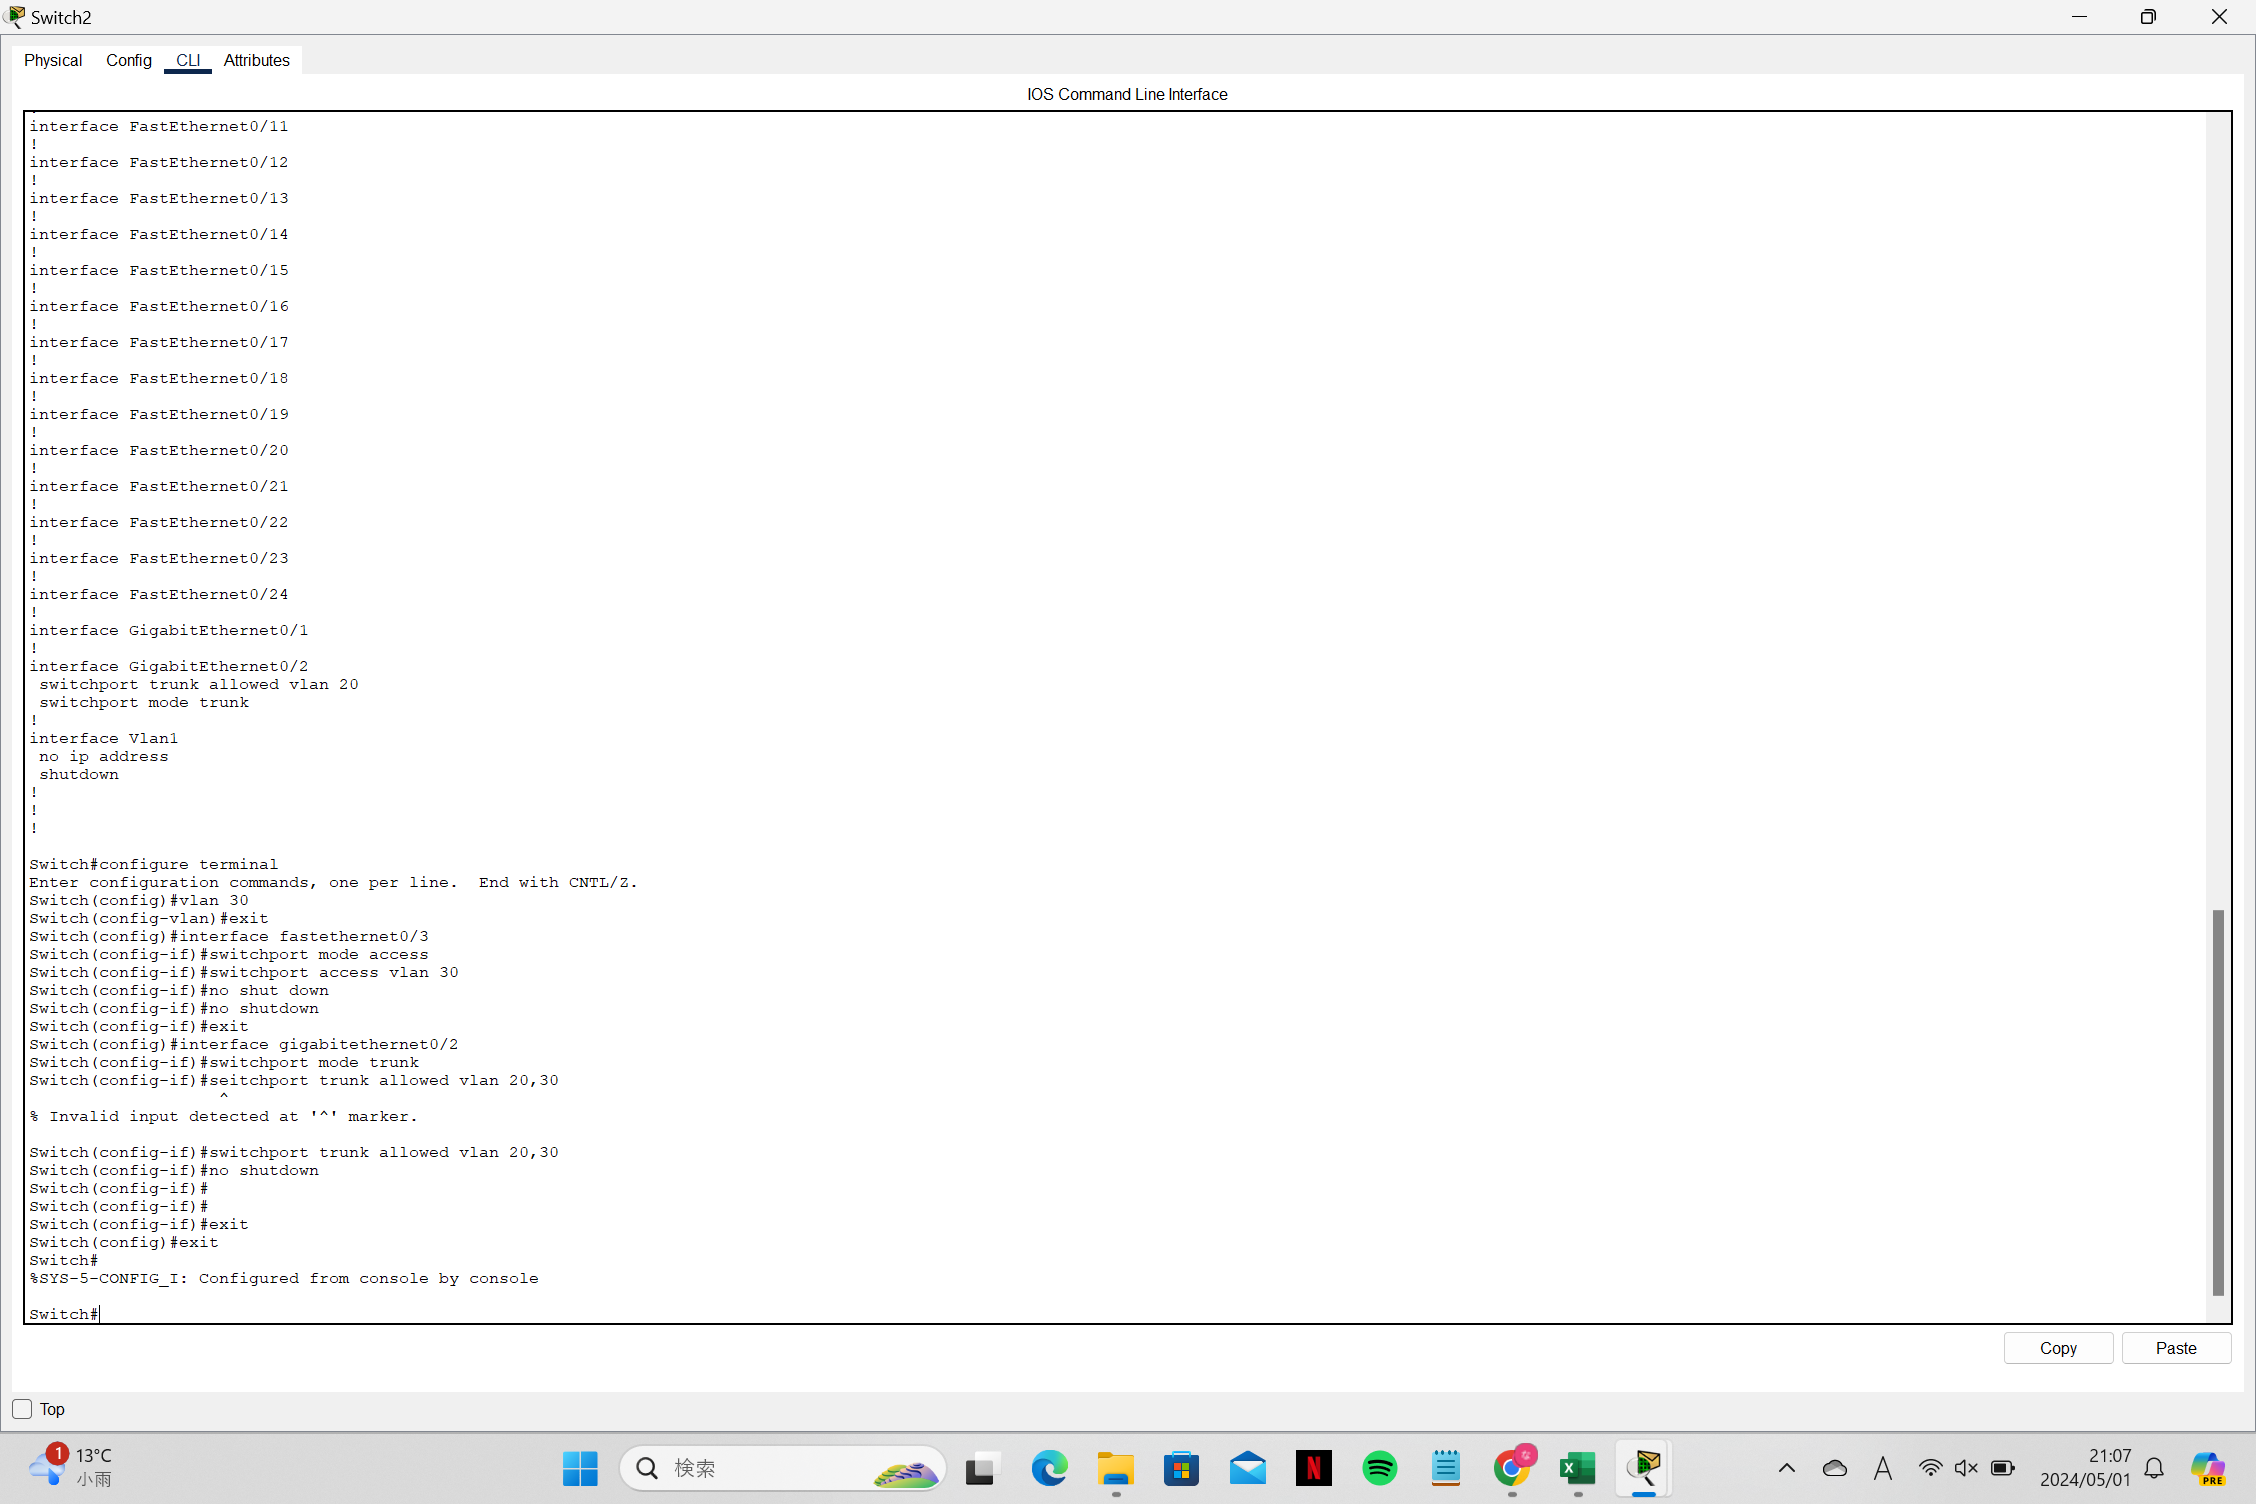 Switch2
Physical Config CLI Attributes
IOS Command Line Interface
interface FastEthernet0/11
!
interface FastEthernet0/12
!
interface FastEthernet0/13
!
interface FastEthernet0/14
!
interface FastEthernet0/15
!
interface FastEthernet0/16
!
interface FastEthernet0/17
!
interface FastEthernet0/18
!
interface FastEthernet0/19
!
interface FastEthernet0/20
!
interface FastEthernet0/21
!
interface FastEthernet0/22
!
interface FastEthernet0/23
!
interface FastEthernet0/24
!
interface GigabitEthernet0/1
!
interface GigabitEthernet0/2
 switchport trunk allowed vlan 20
 switchport mode trunk
!
interface Vlan1
 no ip address
 shutdown
!
!
!
Switch#configure terminal
Enter configuration commands, one per line.  End with CNTL/Z.
Switch(config)#vlan 30
Switch(config-vlan)#exit
Switch(config)#interface fastethernet0/3
Switch(config-if)#switchport mode access
Switch(config-if)#switchport access vlan 30
Switch(config-if)#no shut down
Switch(config-if)#no shutdown
Switch(config-if)#exit
Switch(config)#interface gigabitethernet0/2
Switch(config-if)#switchport mode trunk
Switch(config-if)#seitchport trunk allowed vlan 20,30
^
% Invalid input detected at '^' marker.
Switch(config-if)#switchport trunk allowed vlan 20,30
Switch(config-if)#no shutdown
Switch(config-if)#
Switch(config-if)#
Switch(config-if)#exit
Switch(config)#exit
Switch#
%SYS-5-CONFIG_I: Configured from console by console
Switch#
Copy Paste
Top
1 13°C
小雨
検索
N
X
A
21:07
2024/05/01
PRE